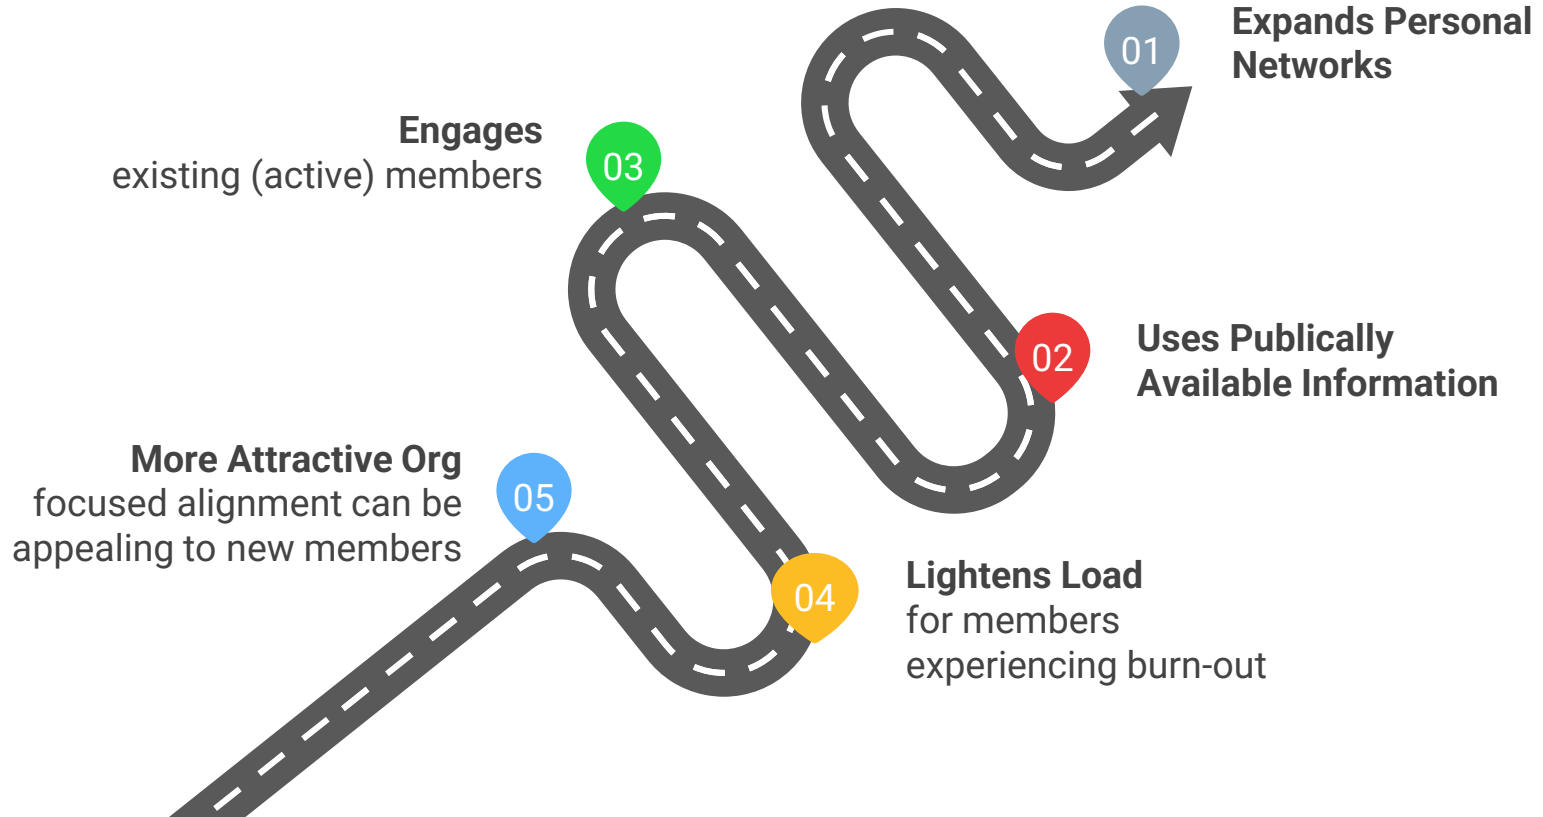 01
Expands Personal
Networks
Engages
existing (active) members
03
02
Uses Publically
Available Information
More Attractive Org
focused alignment can be
appealing to new members
05
04
Lightens Load
for members
experiencing burn-out